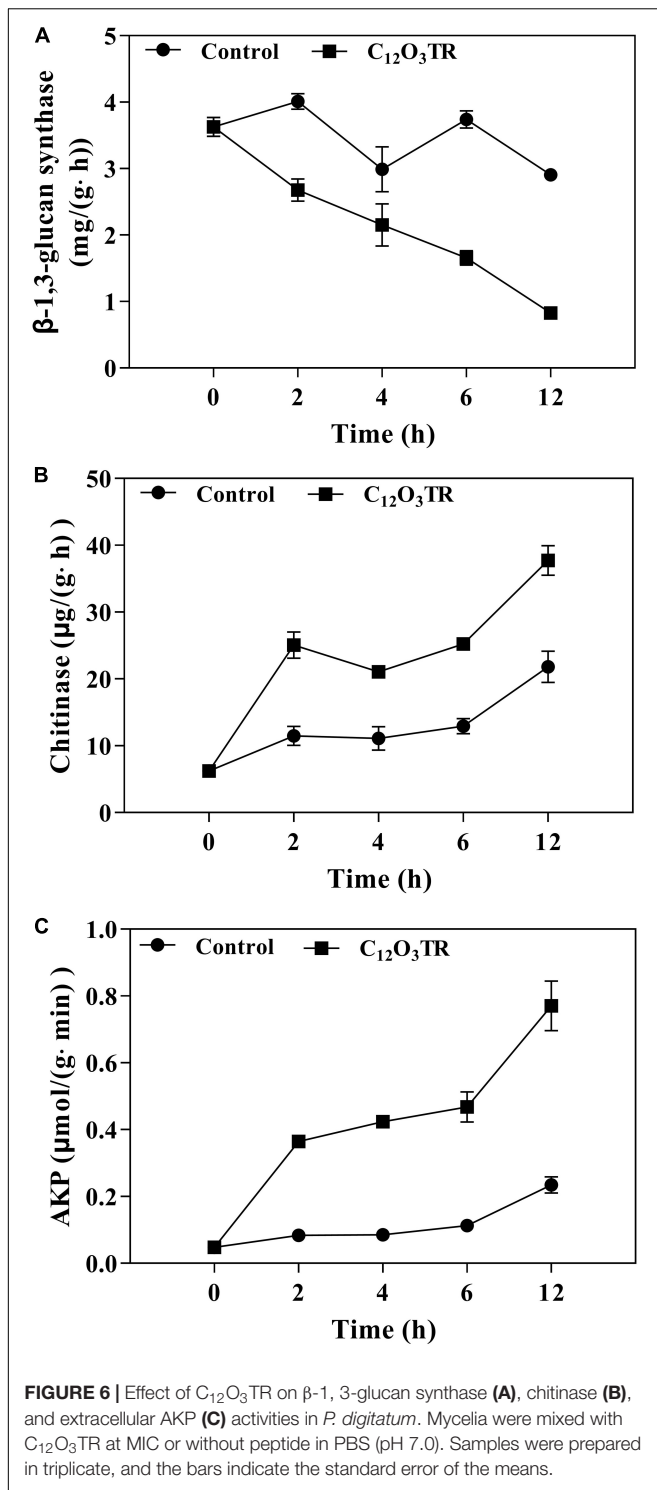 A
Control C₁₂O₃TR
β-1,3-glucan synthase
(mg/(g· h))
5
4
3
2
1
0
0 2 4 6 12
Time (h)
B
Control C₁₂O₃TR
Chitinase (μg/(g· h) )
50
40
30
20
10
0
0 2 4 6 12
Time (h)
C
Control C₁₂O₃TR
AKP (μmol/(g· min) )
1.0
0.8
0.6
0.4
0.2
0.0
0 2 4 6 12
Time (h)
FIGURE 6 | Effect of C₁₂O₃TR on β-1, 3-glucan synthase (A), chitinase (B),
and extracellular AKP (C) activities in P. digitatum. Mycelia were mixed with
C₁₂O₃TR at MIC or without peptide in PBS (pH 7.0). Samples were prepared
in triplicate, and the bars indicate the standard error of the means.